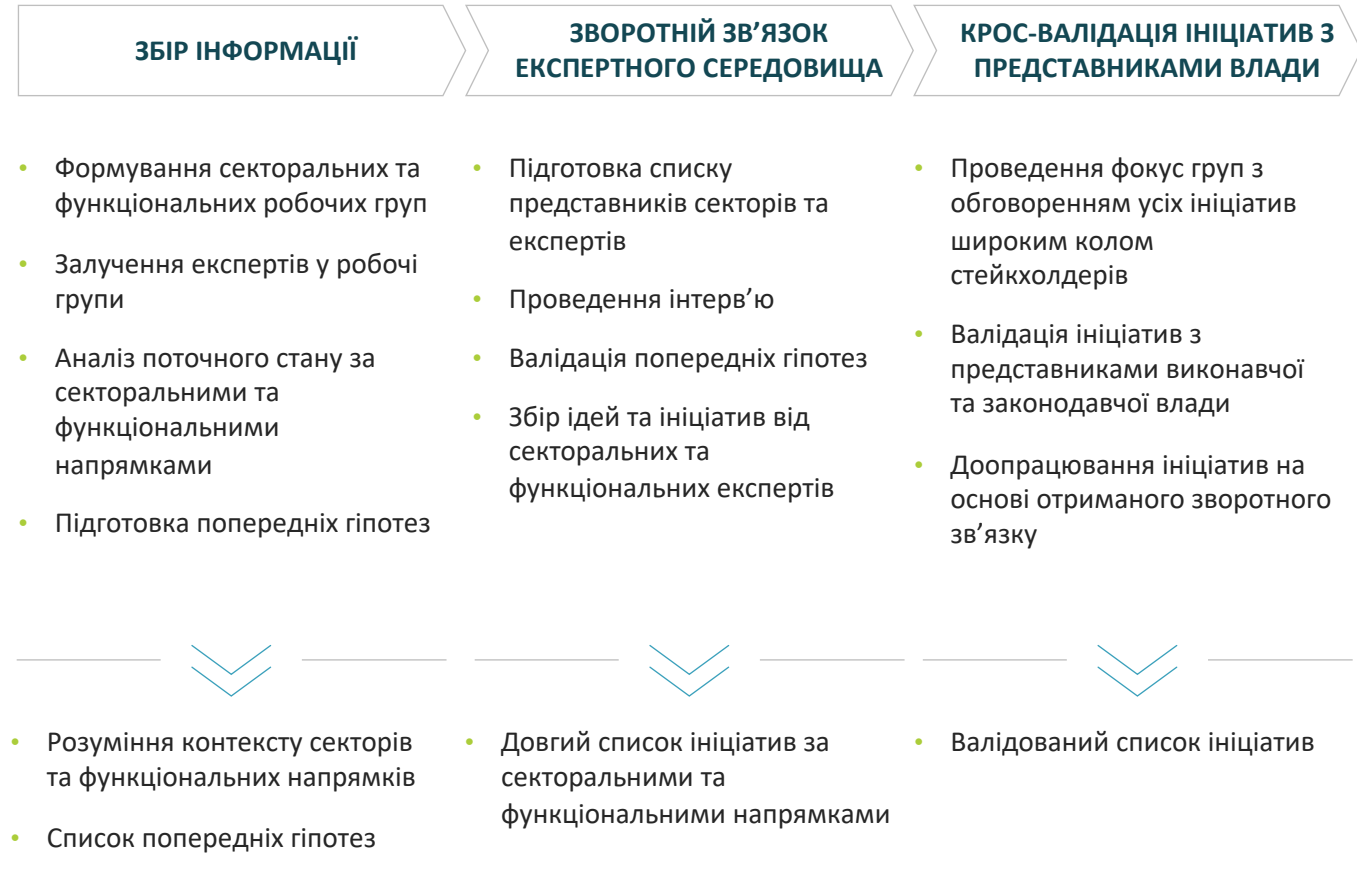 ЗБІР ІНФОРМАЦІЇ
ЗВОРОТНІЙ ЗВ’ЯЗОК
ЕКСПЕРТНОГО СЕРЕДОВИЩА
КРОС-ВАЛІДАЦІЯ ІНІЦІАТИВ З
ПРЕДСТАВНИКАМИ ВЛАДИ
• Формування секторальних та
функціональних робочих груп
• Залучення експертів у робочі
групи
• Аналіз поточного стану за
секторальними та
функціональними
напрямками
• Підготовка попередніх гіпотез
• Підготовка списку
представників секторів та
експертів
• Проведення інтерв’ю
• Валідація попередніх гіпотез
• Збір ідей та ініціатив від
секторальних та
функціональних експертів
• Проведення фокус груп з
обговоренням усіх ініціатив
широким колом
стейкхолдерів
• Валідація ініціатив з
представниками виконавчої
та законодавчої влади
• Доопрацювання ініціатив на
основі отриманого зворотного
зв’язку
• Розуміння контексту секторів
та функціональних напрямків
• Список попередніх гіпотез
• Довгий список ініціатив за
секторальними та
функціональними напрямками
• Валідований список ініціатив